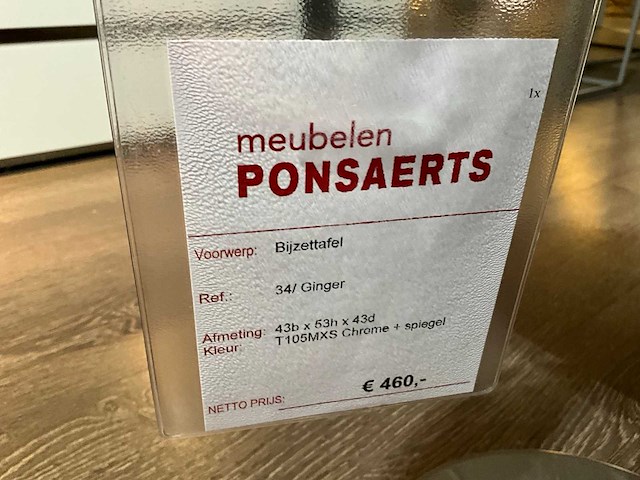 1x
meubelen
PONSAERTS
Voorwerp: Bijzettafel
Ref.: 34/ Ginger
Afmeting: 43b x 53h x 43d
Kleur: T105MXS Chrome + spiegel
NETTO PRIJS: € 460,-